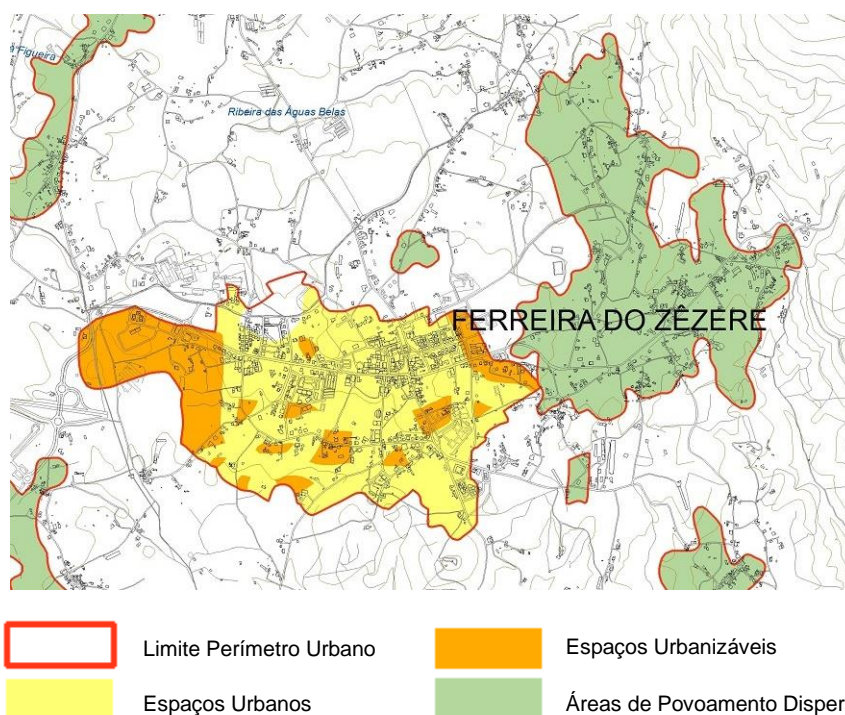 Figueira
Ribeira das Águas Belas
FERREIRA DO ZÊZERE
Limite Perímetro Urbano
Espaços Urbanizáveis
Espaços Urbanos
Áreas de Povoamento Disper